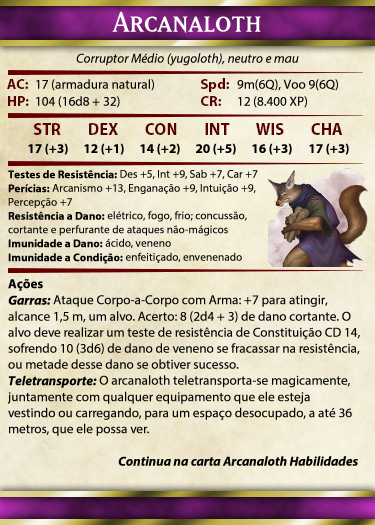 ARCANALOTH
Corruptor Médio (yugoloth), neutro e mau
AC: 17 (armadura natural) Spd: 9m(6Q), Voo 9(6Q)
HP: 104 (16d8 + 32) CR: 12 (8.400 XP)
STR DEX CON INT WIS CHA
17 (+3) 12 (+1) 14 (+2) 20 (+5) 16 (+3) 17 (+3)
Testes de Resistência: Des +5, Int +9, Sab +7, Car +7
Perícias: Arcanismo +13, Enganação +9, Intuição +9,
Percepção +7
Resistência a Dano: elétrico, fogo, frio; concussão,
cortante e perfurante de ataques não-mágicos
Imunidade a Dano: ácido, veneno
Imunidade a Condição: enfeitiçado, envenenado
Ações
Garras: Ataque Corpo-a-Corpo com Arma: +7 para atingir,
alcance 1,5 m, um alvo. Acerto: 8 (2d4 + 3) de dano cortante. O
alvo deve realizar um teste de resistência de Constituição CD 14,
sofrendo 10 (3d6) de dano de veneno se fracassar na resistência,
ou metade desse dano se obtiver sucesso.
Teletransporte: O arcanaloth teletransporta-se magicamente,
juntamente com qualquer equipamento que ele esteja
vestindo ou carregando, para um espaço desocupado, a até 36
metros, que ele possa ver.
Continua na carta Arcanaloth Habilidades